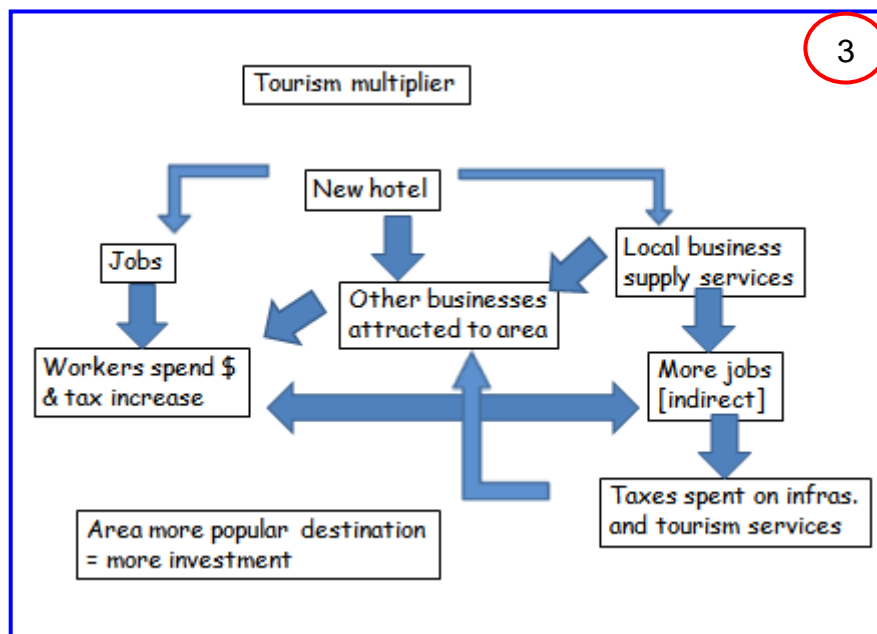 3
Tourism multiplier
New hotel
Jobs
Local business
supply services
Other businesses
attracted to area
Workers spend $
& tax increase
More jobs
[indirect]
Taxes spent on infras.
and tourism services
Area more popular destination
= more investment